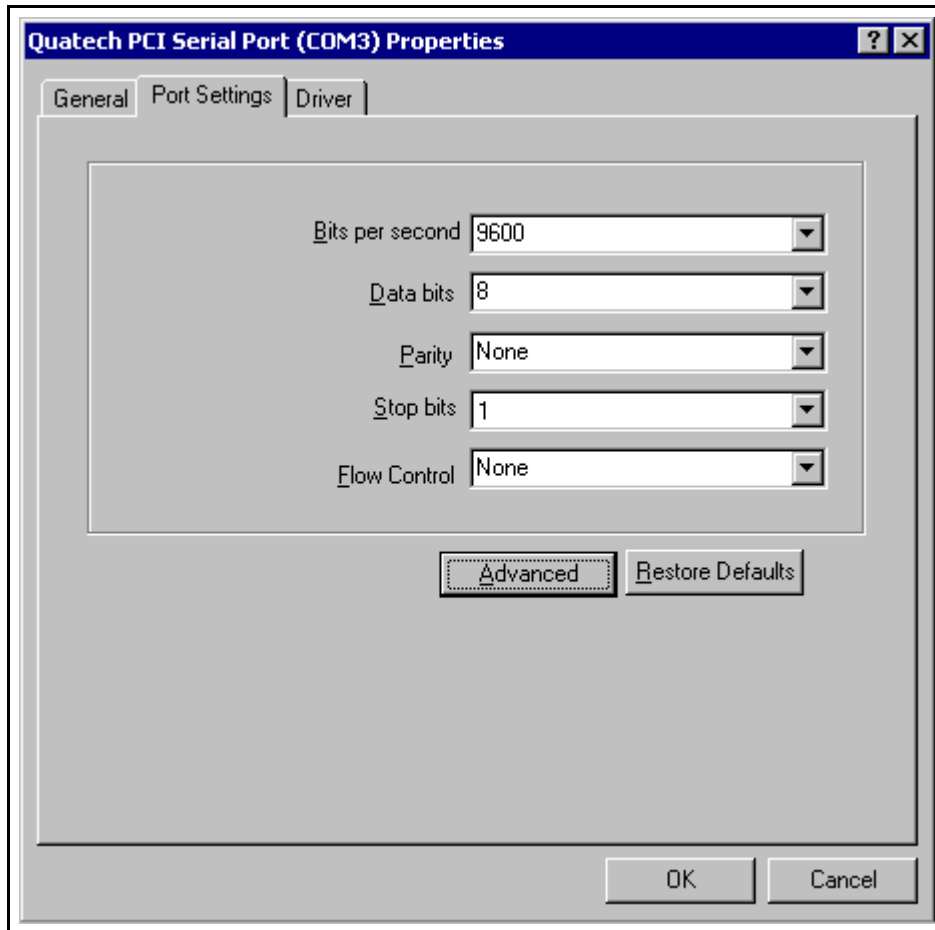 Quatech PCI Serial Port (COM3) Properties ? X
General Port Settings Driver
Bits per second 9600
Data bits 8
Parity None
Stop bits 1
Flow Control None
Advanced Restore Defaults
OK Cancel